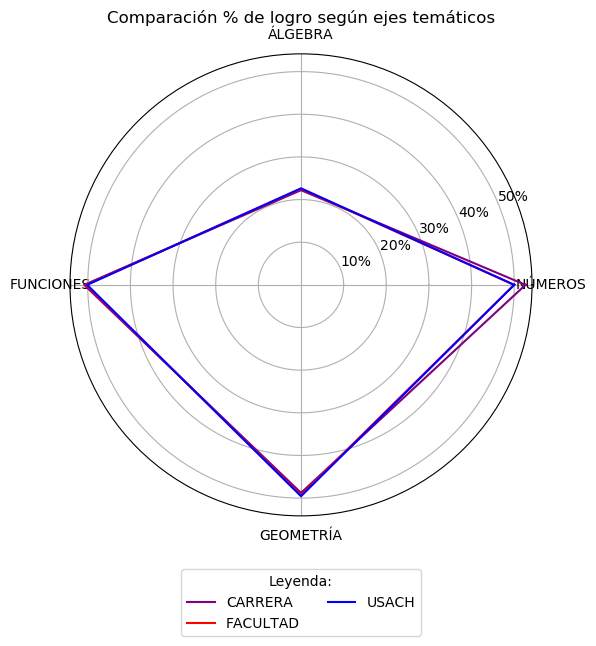 Comparación % de logro según ejes temáticos
ÁLGEBRA
50%
40%
30%
20%
10%
FUNCIONES
NÚMEROS
GEOMETRÍA
Leyenda:
CARRERA USACH
FACULTAD